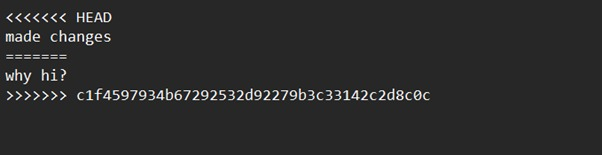 <<<<<<< HEAD
made changes
=======
why hi?
>>>>>>> c1f4597934b67292532d92279b3c33142c2d8c0c